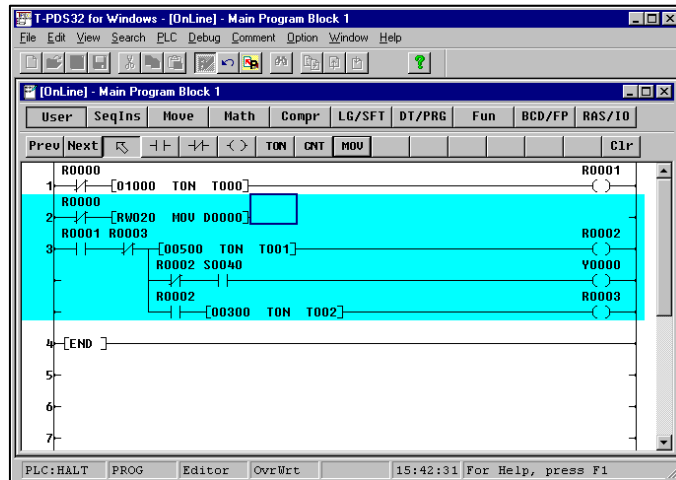 T-PDS32 for Windows - [OnLine] - Main Program Block 1
File Edit View Search PLC Debug Comment Option Window Help
[OnLine] - Main Program Block 1
User SeqIns Move Math Compr LG/SFT DT/PRG Fun BCD/FP RAS/IO
Prev Next TON CNT MOV Clr
R0000 R0001
1 [01000 TON T000] ( )
R0000
2 [RW020 MOV D0000]
R0001 R0003 R0002
3 [00500 TON T001] ( )
R0002 S0040 Y0000
( )
R0002 R0003
[00300 TON T002] ( )
4 [END ]
5
6
7
PLC:HALT PROG Editor OvrWrt 15:42:31 For Help, press F1